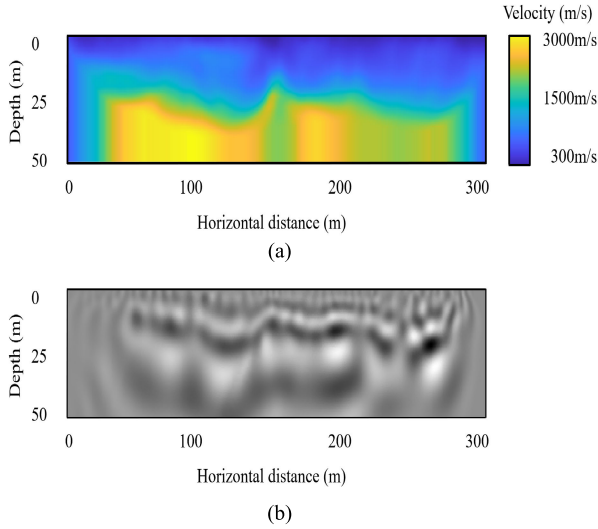 Velocity (m/s)
3000m/s
1500m/s
300m/s
Depth (m)
0
25
50
0 100 200 300
Horizontal distance (m)
(a)
Depth (m)
0
25
50
0 100 200 300
Horizontal distance (m)
(b)